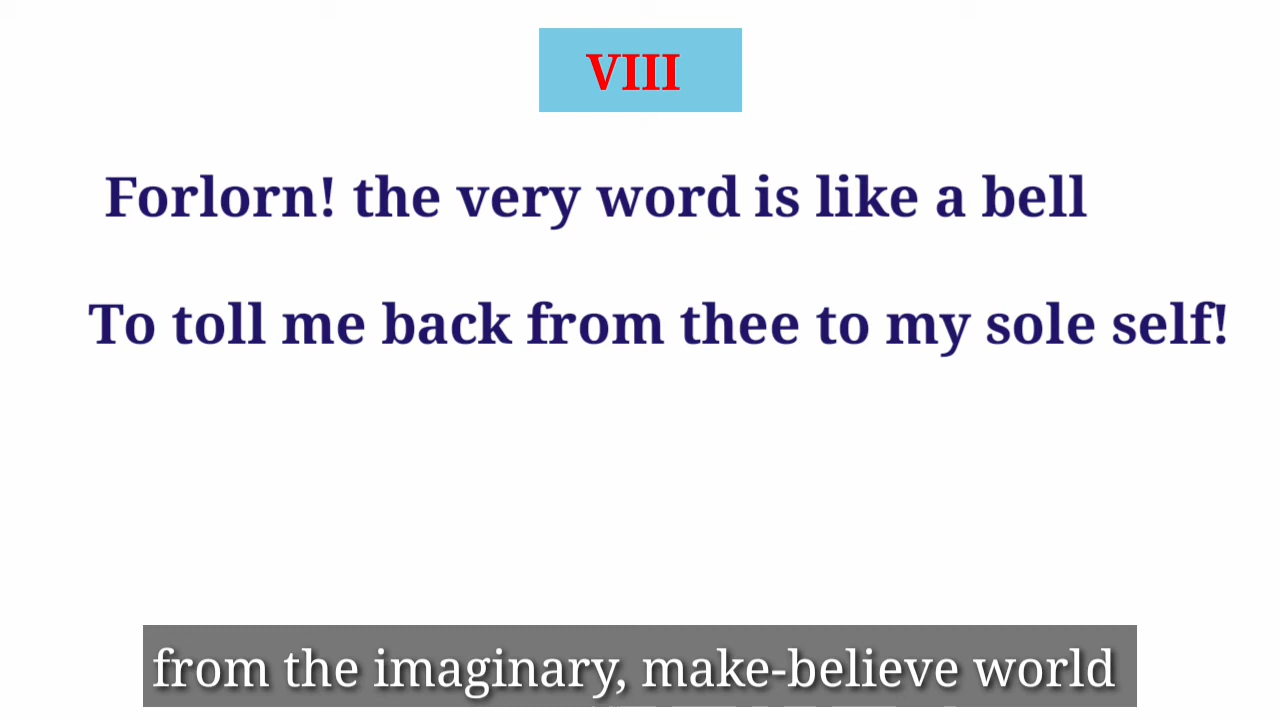 VIII
Forlorn! the very word is like a bell
To toll me back from thee to my sole self!
from the imaginary, make-believe world